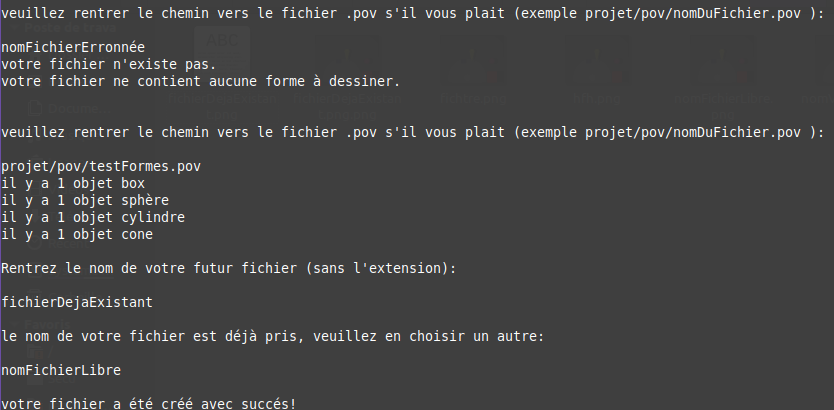 veuillez rentrer le chemin vers le fichier .pov s'il vous plait (exemple projet/pov/nomDuFichier.pov ):
nomFichierErronnée
votre fichier n'existe pas.
votre fichier ne contient aucune forme à dessiner.
veuillez rentrer le chemin vers le fichier .pov s'il vous plait (exemple projet/pov/nomDuFichier.pov ):
projet/pov/testFormes.pov
il y a 1 objet box
il y a 1 objet sphère
il y a 1 objet cylindre
il y a 1 objet cone
Rentrez le nom de votre futur fichier (sans l'extension):
fichierDejaExistant
le nom de votre fichier est déjà pris, veuillez en choisir un autre:
nomFichierLibre
votre fichier a été créé avec succés!